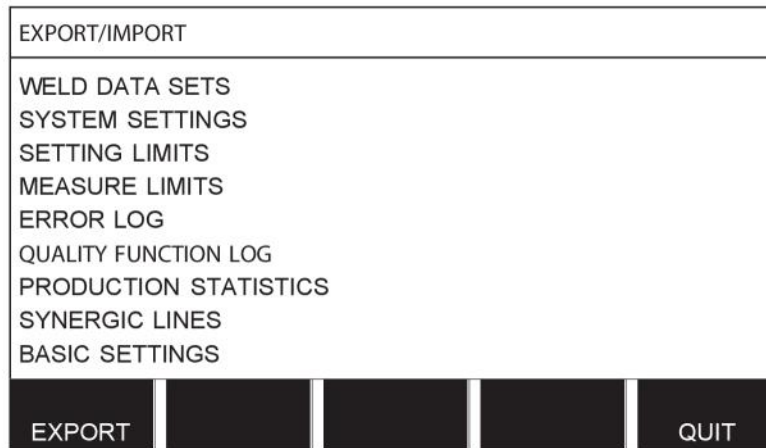 EXPORT/IMPORT
WELD DATA SETS
SYSTEM SETTINGS
SETTING LIMITS
MEASURE LIMITS
ERROR LOG
QUALITY FUNCTION LOG
PRODUCTION STATISTICS
SYNERGIC LINES
BASIC SETTINGS
EXPORT QUIT